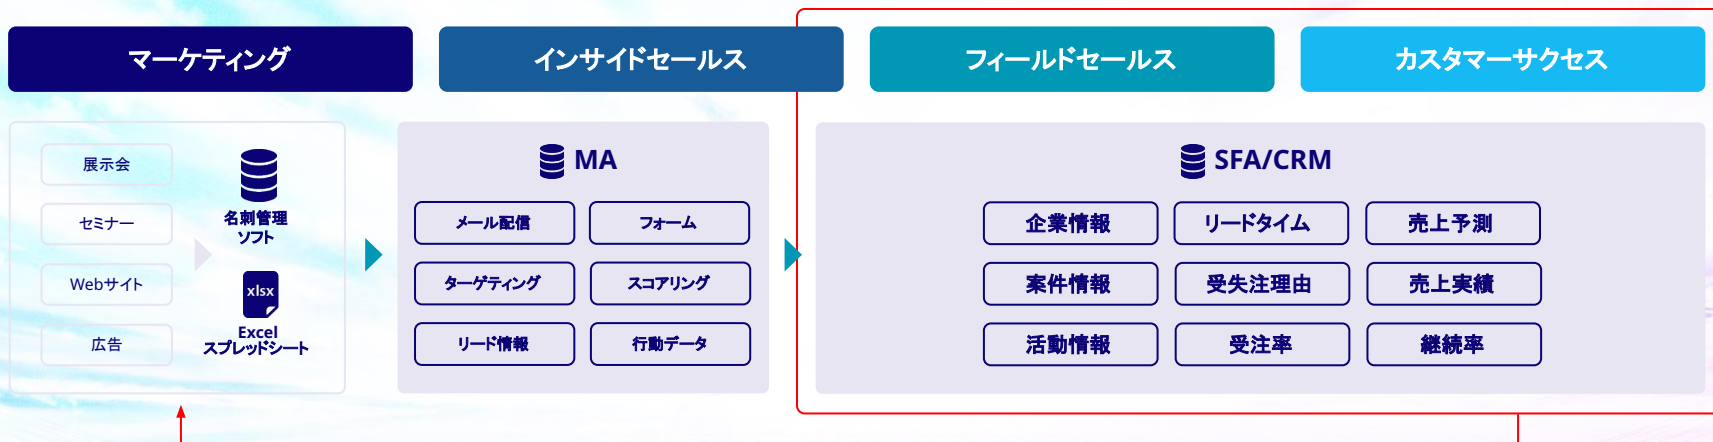 マーケティング
インサイドセールス
フィールドセールス
カスタマーサクセス
展示会
セミナー
Webサイト
広告
名刺管理
ソフト
xlsx
Excel
スプレッドシート
MA
メール配信
フォーム
ターゲティング
スコアリング
リード情報
行動データ
SFA/CRM
企業情報
リードタイム
売上予測
案件情報
受失注理由
売上実績
活動情報
受注率
継続率